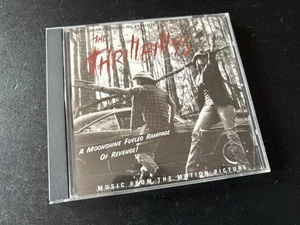 THE
THRILLBILLYS
A MOONSHINE FUELED RAMPAGE
OF REVENGE!
MUSIC FROM THE MOTION PICTURE